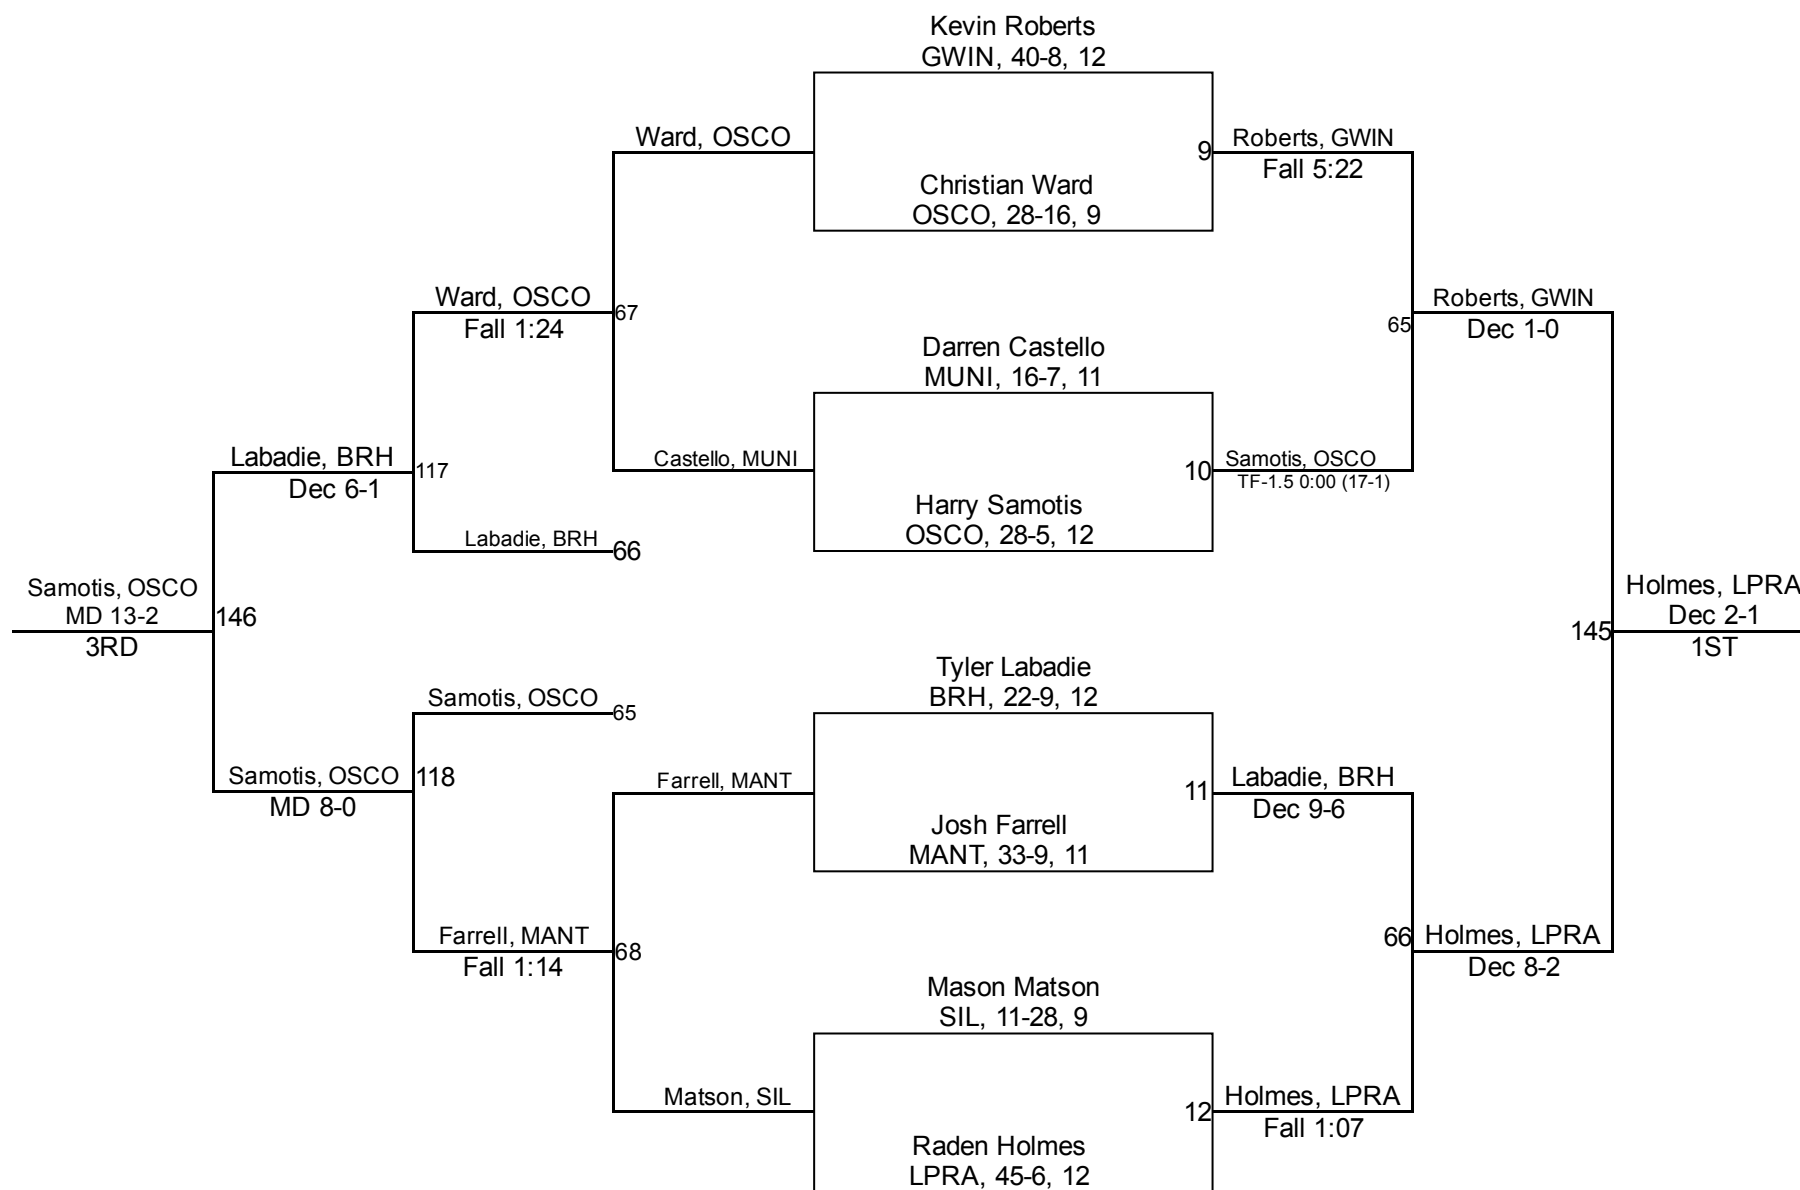 Kevin Roberts
GWIN, 40-8, 12
Ward, OSCO
9
Roberts, GWIN
Fall 5:22
Christian Ward
OSCO, 28-16, 9
Ward, OSCO
Fall 1:24
67
Roberts, GWIN
Dec 1-0
65
Darren Castello
MUNI, 16-7, 11
Labadie, BRH
Dec 6-1
117
Castello, MUNI
10
Samotis, OSCO
TF-1.5 0:00 (17-1)
Harry Samotis
OSCO, 28-5, 12
Labadie, BRH
66
Samotis, OSCO
MD 13-2
3RD
146
Holmes, LPRA
Dec 2-1
1ST
145
Tyler Labadie
BRH, 22-9, 12
Samotis, OSCO
65
Samotis, OSCO
MD 8-0
118
Farrell, MANT
11
Labadie, BRH
Dec 9-6
Josh Farrell
MANT, 33-9, 11
Farrell, MANT
Fall 1:14
68
66
Holmes, LPRA
Dec 8-2
Mason Matson
SIL, 11-28, 9
Matson, SIL
12
Holmes, LPRA
Fall 1:07
Raden Holmes
LPRA, 45-6, 12